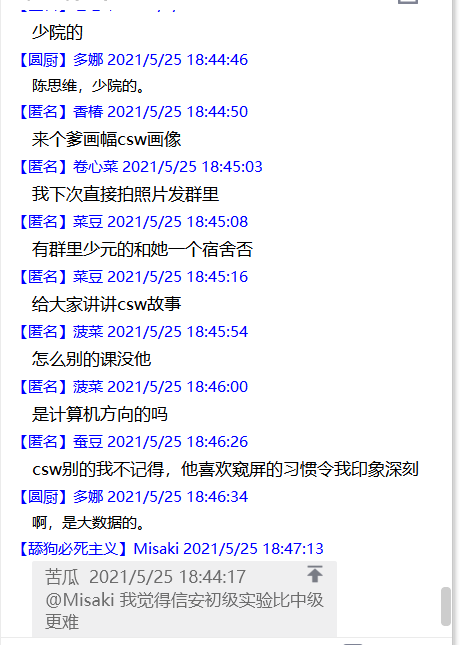 少院的
【圆厨】多娜 2021/5/25 18:44:46
陈思维，少院的。
【匿名】香椿 2021/5/25 18:44:50
来个爹画幅csw画像
【匿名】卷心菜 2021/5/25 18:45:03
我下次直接拍照片发群里
【匿名】菜豆 2021/5/25 18:45:08
有群里少元的和她一个宿舍否
【匿名】菜豆 2021/5/25 18:45:16
给大家讲讲csw故事
【匿名】菠菜 2021/5/25 18:45:54
怎么别的课没他
【匿名】菠菜 2021/5/25 18:46:00
是计算机方向的吗
【匿名】蚕豆 2021/5/25 18:46:26
csw别的我不记得，他喜欢窥屏的习惯令我印象深刻
【圆厨】多娜 2021/5/25 18:46:34
啊，是大数据的。
【舔狗必死主义】Misaki 2021/5/25 18:47:13
苦瓜 2021/5/25 18:44:17
@Misaki 我觉得信安初级实验比中级
更难